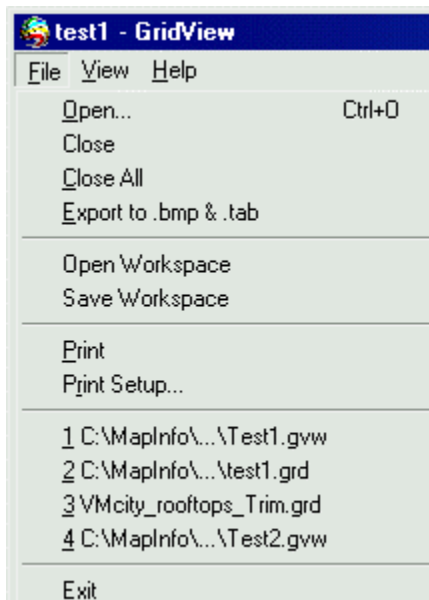 test1 - GridView
File View Help
Open... Ctrl+O
Close
Close All
Export to .bmp & .tab
Open Workspace
Save Workspace
Print
Print Setup...
1 C:\MapInfo\...\Test1.gvw
2 C:\MapInfo\...\test1.grd
3 VMcity_rooftops_Trim.grd
4 C:\MapInfo\...\Test2.gvw
Exit